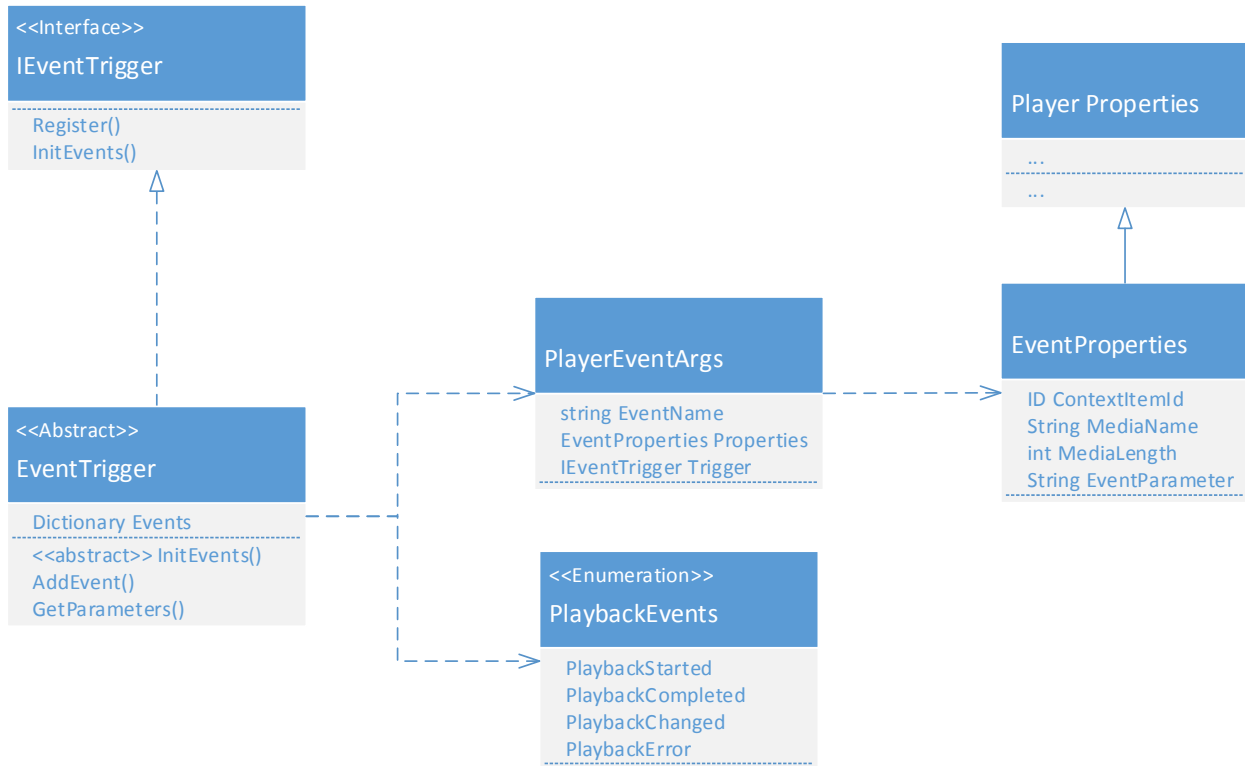 <<Interface>>
IEventTrigger
Register()
InitEvents()
Player Properties
...
...
EventProperties
ID ContextItemId
String MediaName
int MediaLength
String EventParameter
PlayerEventArgs
string EventName
EventProperties Properties
IEventTrigger Trigger
<<Abstract>>
EventTrigger
Dictionary Events
<<abstract>> InitEvents()
AddEvent()
GetParameters()
<<Enumeration>>
PlaybackEvents
PlaybackStarted
PlaybackCompleted
PlaybackChanged
PlaybackError